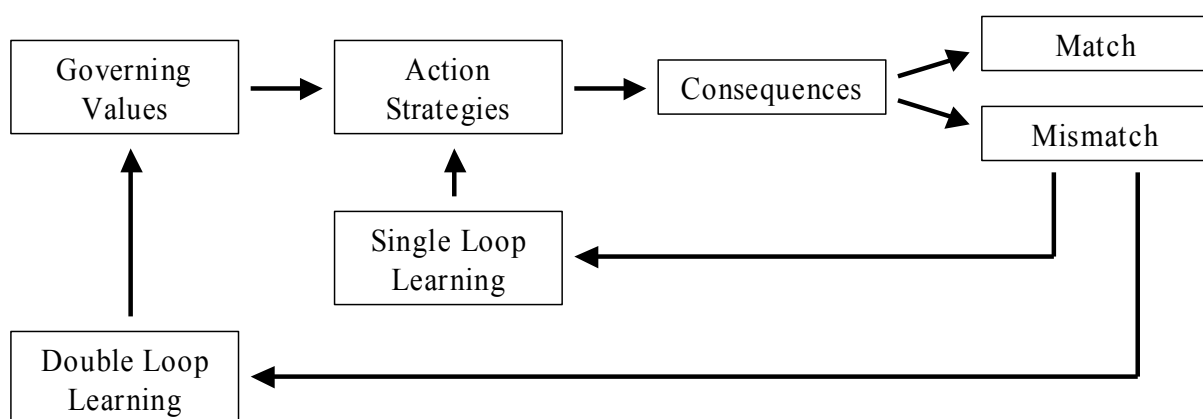 Governing
Values
Action
Strategies
Consequences
Match
Mismatch
Single Loop
Learning
Double Loop
Learning